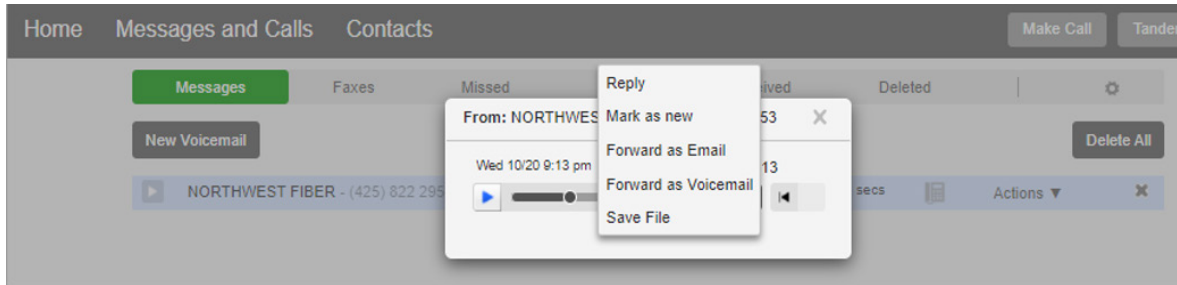 Home Messages and Calls Contacts Make Call
Messages Faxes Missed Deleted
Reply
From: NORTHWES 53
Mark as new
New Voicemail Delete All
Forward as Email
Wed 10/20 9:13 pm 13
Forward as Voicemail
NORTHWEST FIBER - (425) 822 295 secs Actions ▼
Save File